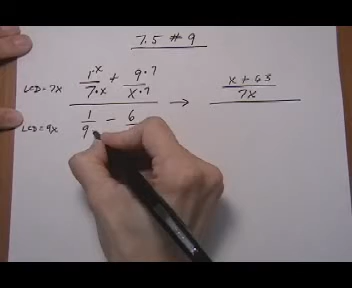 7.5 # 9
LCD=7x 1·x/7·x + 9·7/x·7 → x + 63/7x
LCD=9x 1/9· − 6/